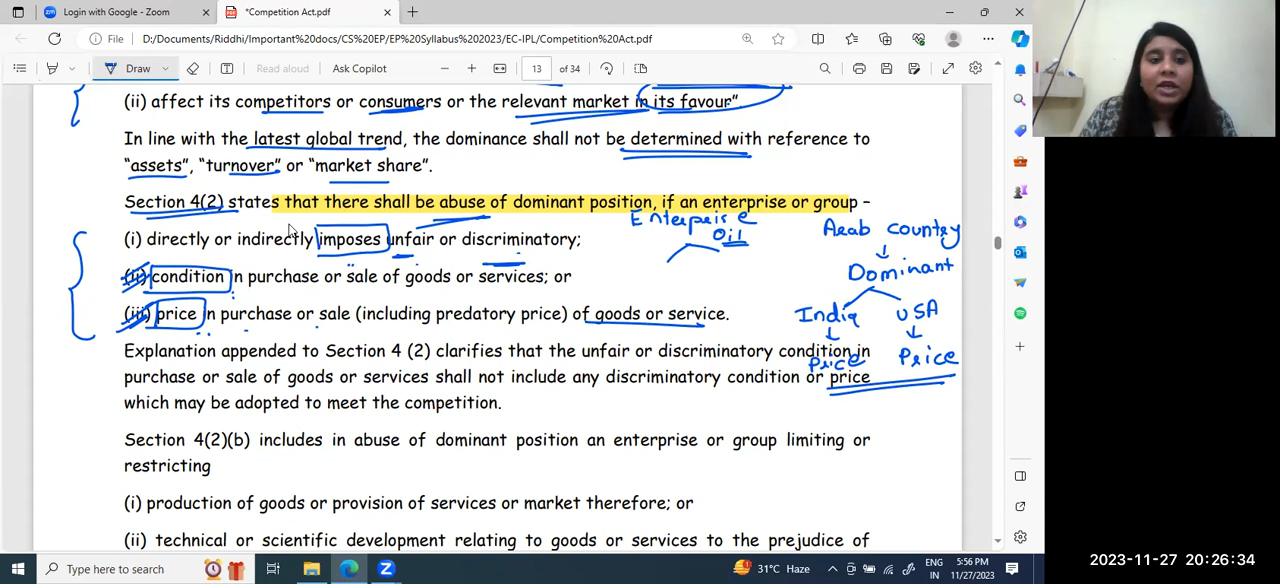 Login with Google - Zoom
*Competition Act.pdf
File
D:/Documents/Riddhi/Important%20docs/CS%20EP/EP%20Syllabus%202023/EC-IPL/Competition%20Act.pdf
Draw
Read aloud
Ask Copilot
13 of 34
(ii) affect its competitors or consumers or the relevant market in its favour"
In line with the latest global trend, the dominance shall not be determined with reference to
“assets”, “turnover” or “market share”.
Section 4(2) states that there shall be abuse of dominant position, if an enterprise or group –
Enterprise
Oil
Arab country
(i) directly or indirectly imposes unfair or discriminatory;
Dominant
(ii) condition in purchase or sale of goods or services; or
India
USA
(iii) price in purchase or sale (including predatory price) of goods or service.
Price
Price
Explanation appended to Section 4 (2) clarifies that the unfair or discriminatory condition in
purchase or sale of goods or services shall not include any discriminatory condition or price
which may be adopted to meet the competition.
Section 4(2)(b) includes in abuse of dominant position an enterprise or group limiting or
restricting
(i) production of goods or provision of services or market therefore; or
(ii) technical or scientific development relating to goods or services to the prejudice of
Type here to search
31°C Haze
ENG
IN
5:56 PM
11/27/2023
2023-11-27 20:26:34